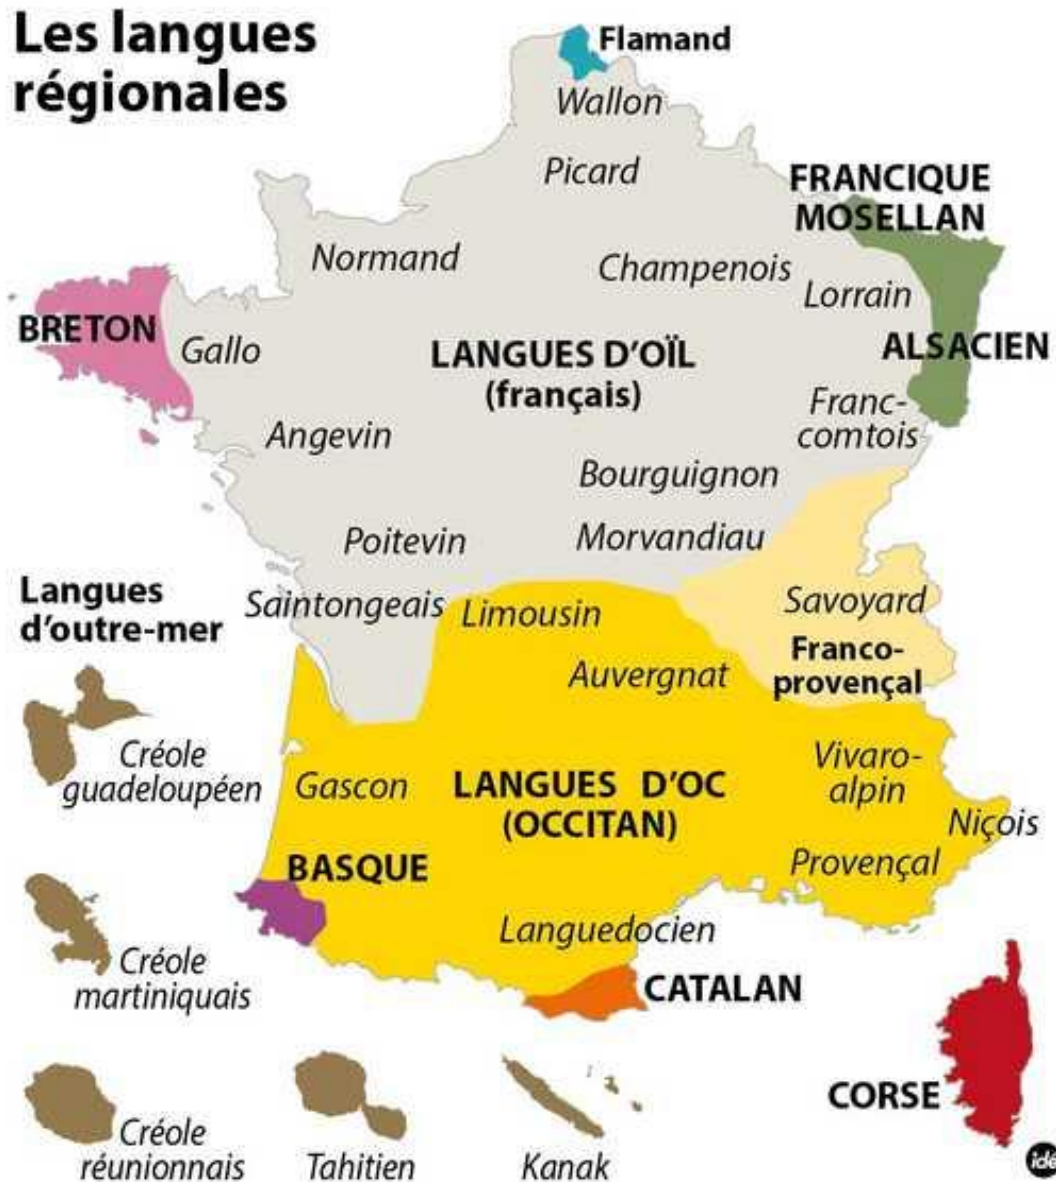 Les langues
régionales
Flamand
Wallon
Picard
FRANCIQUE
MOSELLAN
Normand
Champenois
Lorrain
BRETON
Gallo
LANGUES D'OÏL
(français)
ALSACIEN
Franc-
comtois
Angevin
Bourguignon
Poitevin
Morvandiau
Langues
d'outre-mer
Saintongeais
Limousin
Savoyard
Auvergnat
Franco-
provençal
Créole
guadeloupéen
Gascon
LANGUES D'OC
(OCCITAN)
Vivaro-
alpin
Niçois
BASQUE
Provençal
Languedocien
Créole
martiniquais
CATALAN
CORSE
Créole
réunionnais
Tahitien
Kanak
idé